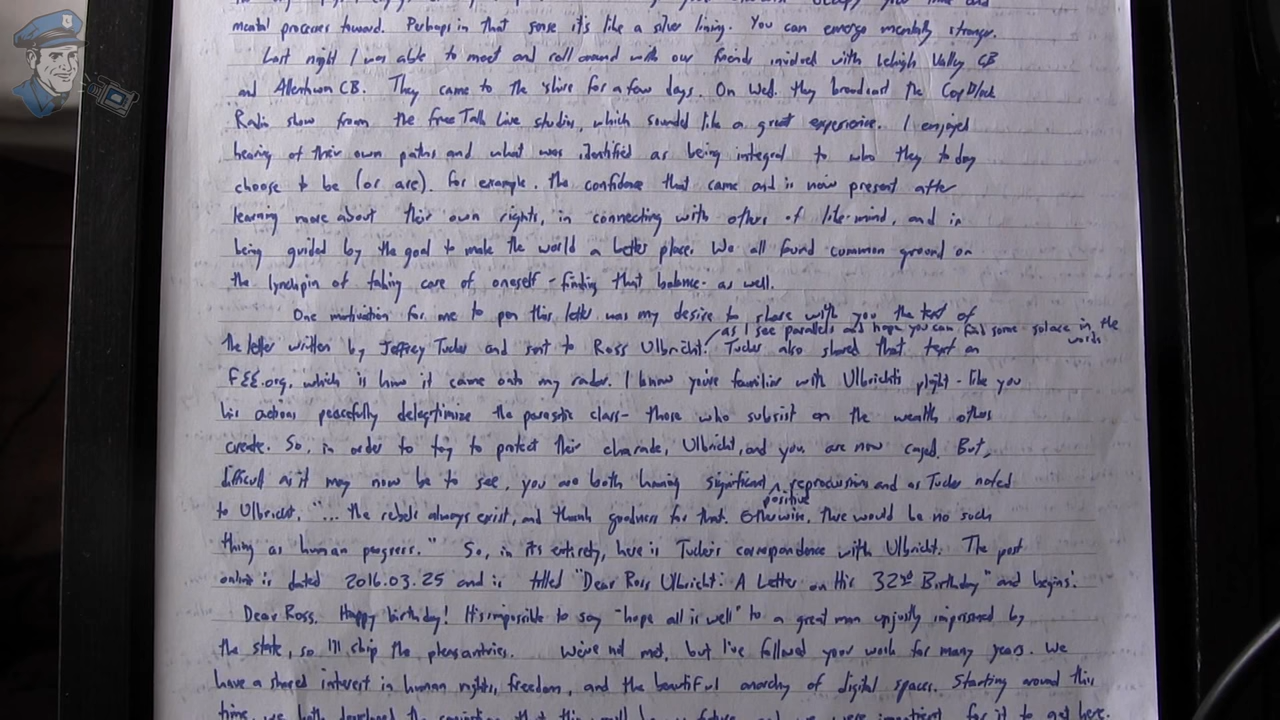 mental processes toward. Perhaps in that sense it's like a silver lining. You can emerge mentally stronger.
Last night I was able to meet and roll around with our friends involved with Lehigh Valley CB
and Allentown CB. They came to the 'shire for a few days. On Wed. they broadcast the Cop Block
Radio show from the Free Talk Live studios, which sounded like a great experience. I enjoyed
hearing of their own paths and what was identified as being integral to who they today
choose to be (or are). For example, the confidence that came and is now present after
learning more about their own rights, in connecting with others of like-mind, and in
being guided by the goal to make the world a better place. We all found common ground on
the lynchpin of taking care of oneself - finding that balance - as well.
One motivation for me to pen this letter was my desire to share with you the text of
as I see parallels and hope you can find some solace in the words
the letter written by Jeffrey Tucker and sent to Ross Ulbricht. Tucker also shared that text on
FEE.org, which is how it came onto my radar. I know you're familiar with Ulbricht's plight - like you
his actions peacefully delegitimize the parasitic class - those who subsist on the wealth others
create. So, in order to try to protect their charade, Ulbricht, and you, are now caged. But,
difficult as it may now be to see, you are both having significant reprocussions and as Tucker noted
positive
to Ulbricht, "... the rebels always exist, and thank goodness for that. Otherwise, there would be no such
thing as human progress." So, in its entirety, here is Tucker's correspondence with Ulbricht. The post
online is dated 2016.03.25 and is titled "Dear Ross Ulbricht: A Letter on His 32nd Birthday" and begins:
Dear Ross, Happy birthday! It's impossible to say "hope all is well" to a great man unjustly imprisoned by
the state, so I'll skip the pleasantries. We've not met, but I've followed your work for many years. We
have a shared interest in human rights, freedom, and the beautiful anarchy of digital spaces. Starting around this